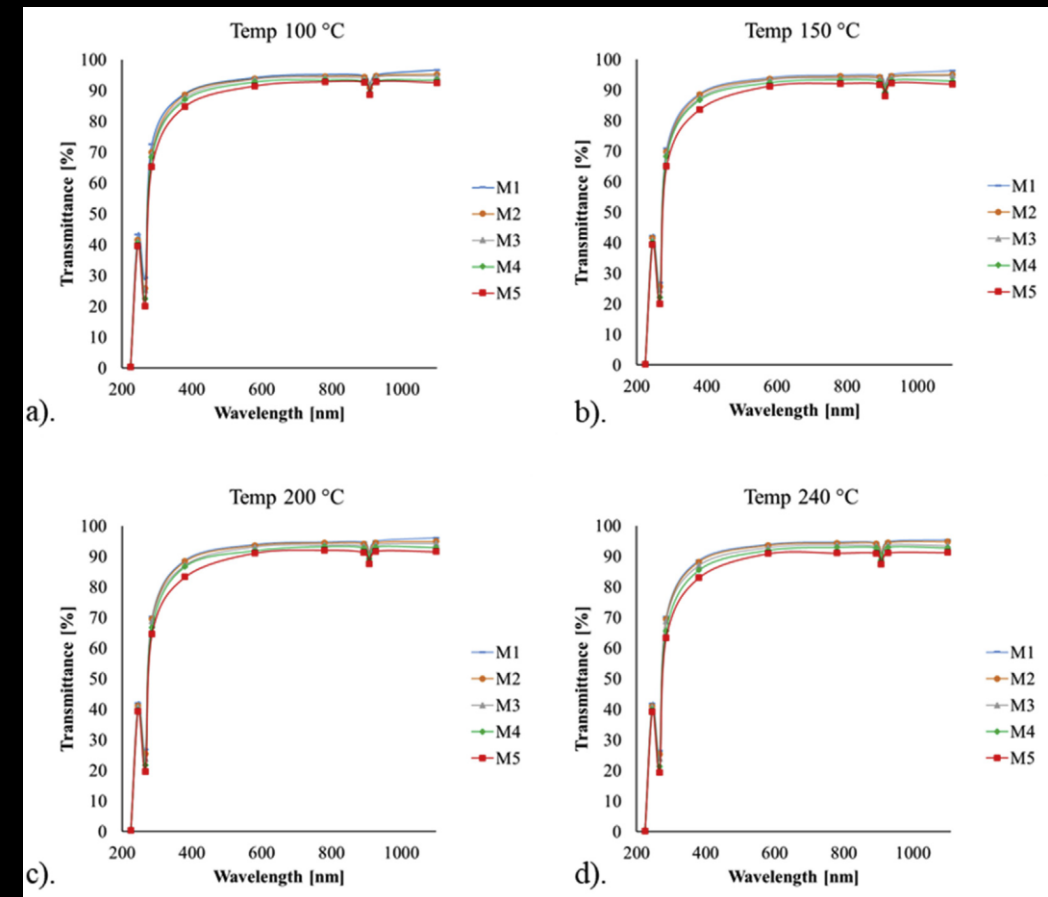 Temp 100 °C
100
90
80
70
60
50
40
30
20
10
0
Transmittance [%]
200 400 600 800 1000
Wavelength [nm]
M1
M2
M3
M4
M5
a).
Temp 150 °C
100
90
80
70
60
50
40
30
20
10
0
Transmittance [%]
200 400 600 800 1000
Wavelength [nm]
M1
M2
M3
M4
M5
b).
Temp 200 °C
100
90
80
70
60
50
40
30
20
10
0
Transmittance [%]
200 400 600 800 1000
Wavelength [nm]
M1
M2
M3
M4
M5
c).
Temp 240 °C
100
90
80
70
60
50
40
30
20
10
0
Transmittance [%]
200 400 600 800 1000
Wavelength [nm]
M1
M2
M3
M4
M5
d).